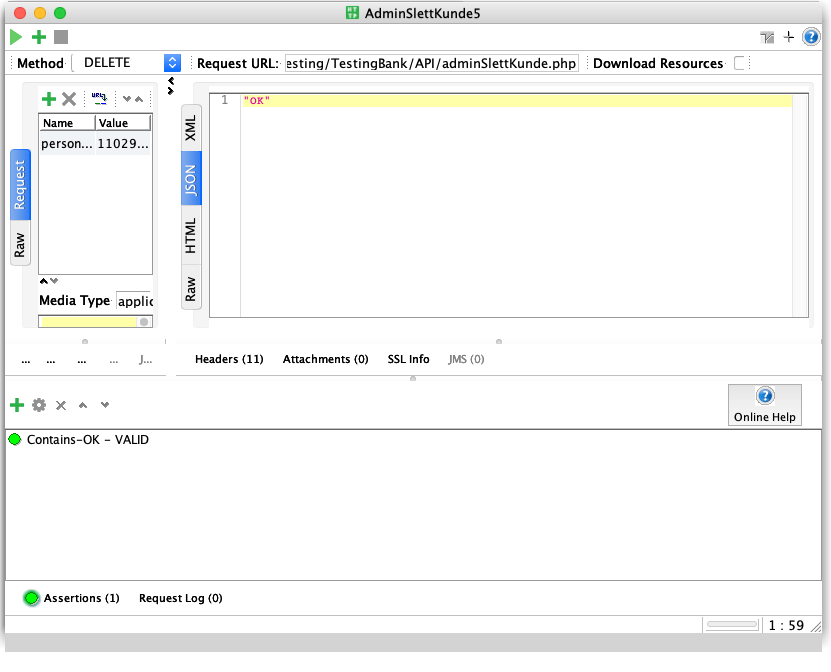 AdminSlettKunde5
Method DELETE Request URL: esting/TestingBank/API/adminSlettKunde.php Download Resources
URL
Name Value
person... 11029...
Request
Raw
Media Type applic
XML
JSON
HTML
Raw
1 "OK"
... ... ... ... J...
Headers (11) Attachments (0) SSL Info JMS (0)
Online Help
Contains-OK - VALID
Assertions (1) Request Log (0)
1 : 59